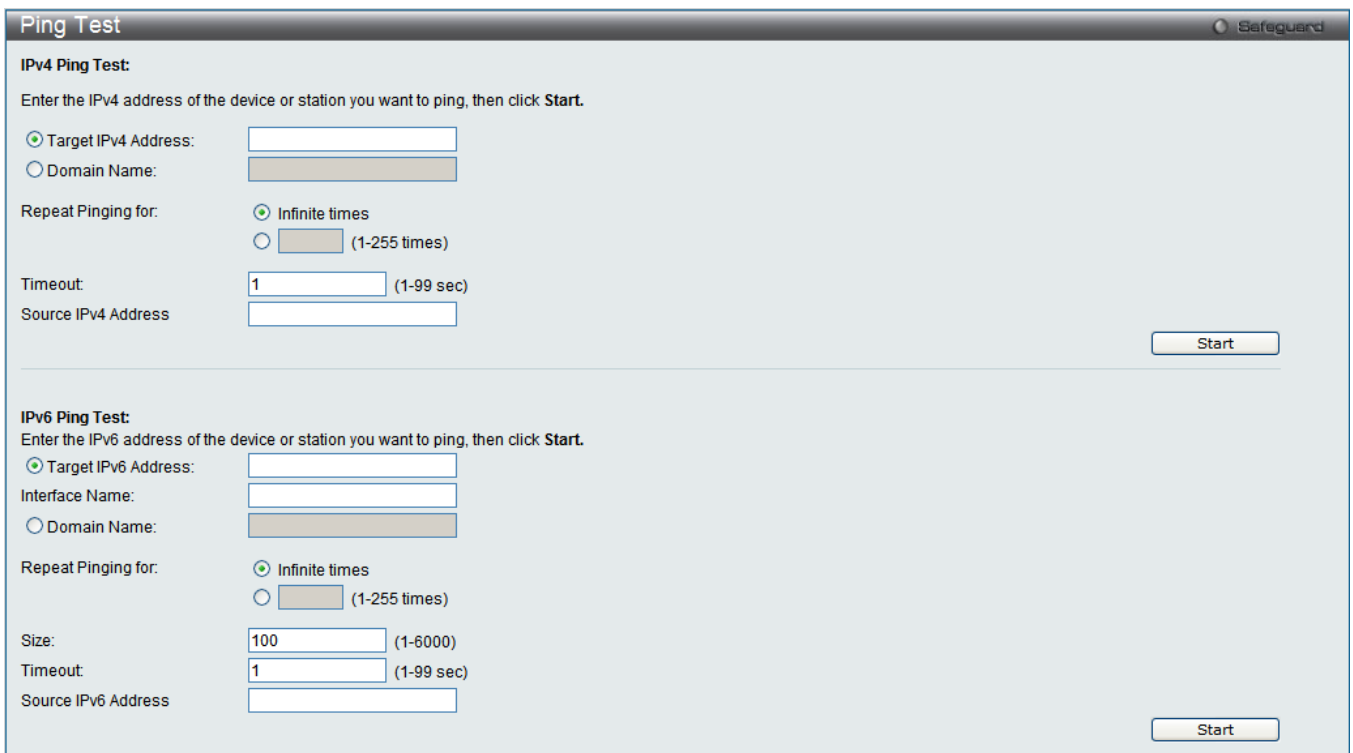 Ping Test
Safeguard
IPv4 Ping Test:
Enter the IPv4 address of the device or station you want to ping, then click Start.
Target IPv4 Address:
Domain Name:
Repeat Pinging for: Infinite times
(1-255 times)
Timeout: 1 (1-99 sec)
Source IPv4 Address
Start
IPv6 Ping Test:
Enter the IPv6 address of the device or station you want to ping, then click Start.
Target IPv6 Address:
Interface Name:
Domain Name:
Repeat Pinging for: Infinite times
(1-255 times)
Size: 100 (1-6000)
Timeout: 1 (1-99 sec)
Source IPv6 Address
Start